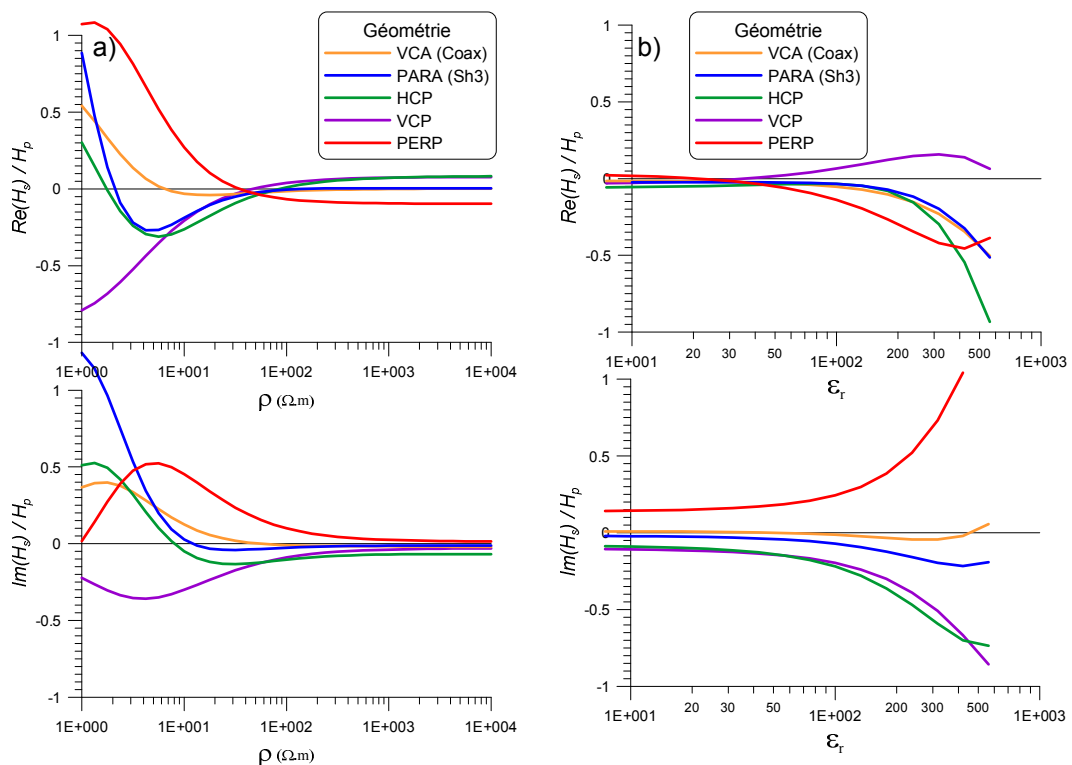 a)
Géométrie
VCA (Coax)
PARA (Sh3)
HCP
VCP
PERP
Re(Hs) / Hp
1
0.5
0
-0.5
-1
1E+000
1E+001
1E+002
1E+003
1E+004
ρ (Ω.m)
b)
Géométrie
VCA (Coax)
PARA (Sh3)
HCP
VCP
PERP
Re(Hs) / Hp
1
0.5
0
-0.5
-1
1E+001
20
30
50
1E+002
200
300
500
1E+003
εr
Im(Hs) / Hp
1
0.5
0
-0.5
-1
1E+000
1E+001
1E+002
1E+003
1E+004
ρ (Ω.m)
Im(Hs) / Hp
1
0.5
0
-0.5
-1
1E+001
20
30
50
1E+002
200
300
500
1E+003
εr